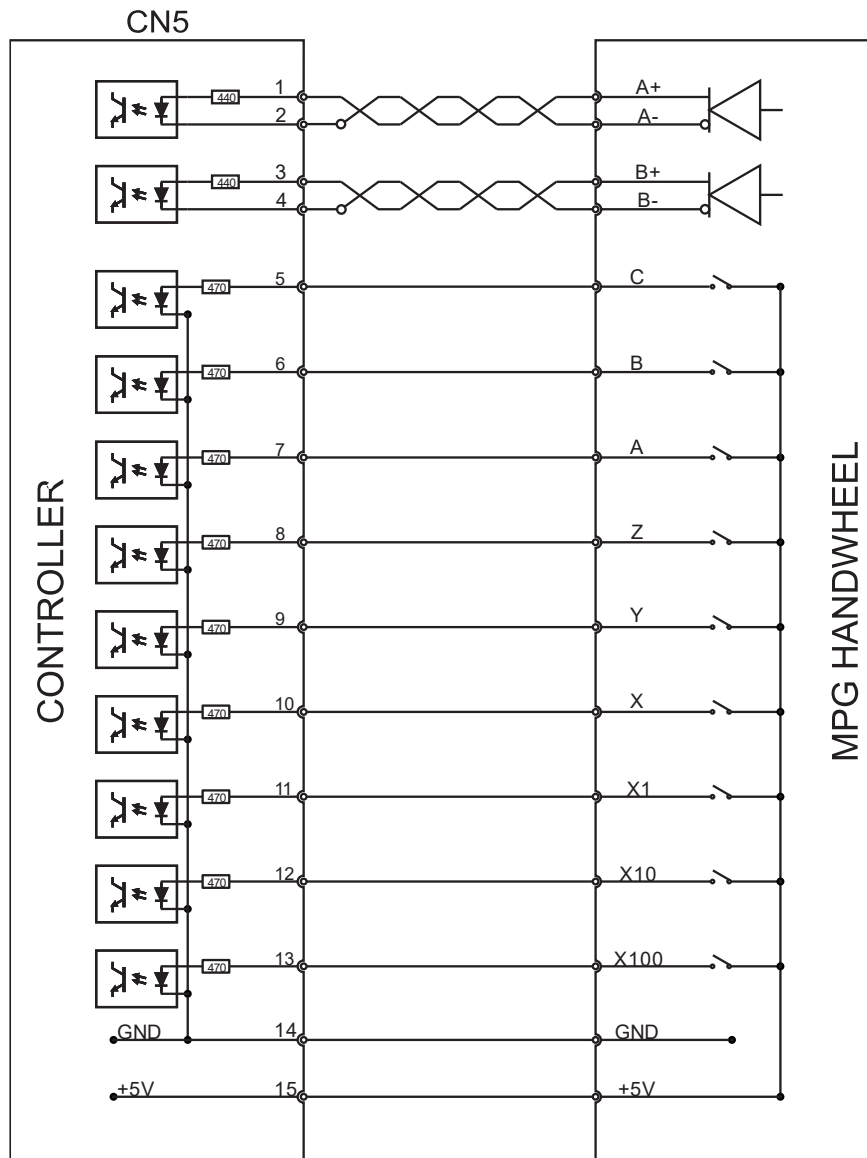 CN5
440 1 A+
2 A-
440 3 B+
4 B-
470 5 C
470 6 B
470 7 A
470 8 Z
470 9 Y
470 10 X
470 11 X1
470 12 X10
470 13 X100
GND 14 GND
+5V 15 +5V
CONTROLLER
MPG HANDWHEEL